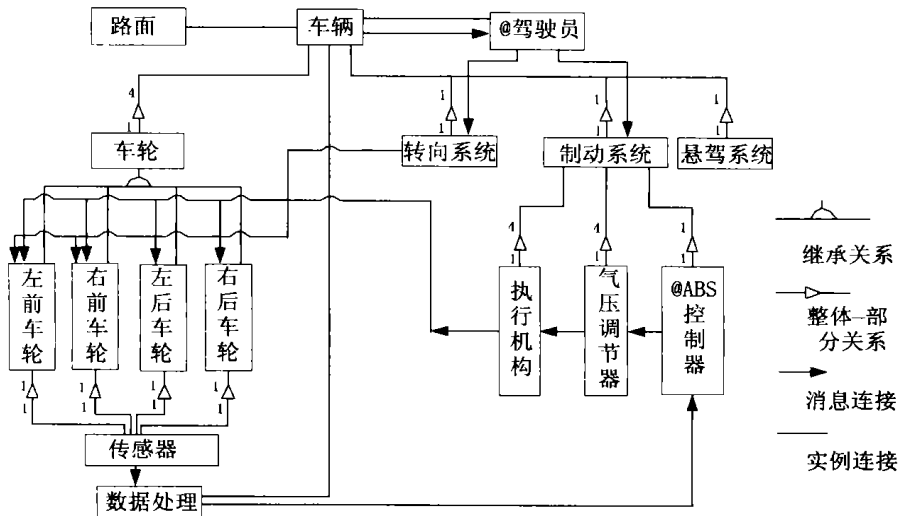 路面
车辆
@驾驶员
4
1
1
1
1
1
1
1
车轮
转向系统
制动系统
悬驾系统
4
1
4
1
1
1
左前车轮
右前车轮
左后车轮
右后车轮
执行机构
气压调节器
@ABS控制器
继承关系
整体一部分关系
消息连接
实例连接
1
1
1
1
1
1
1
1
传感器
数据处理